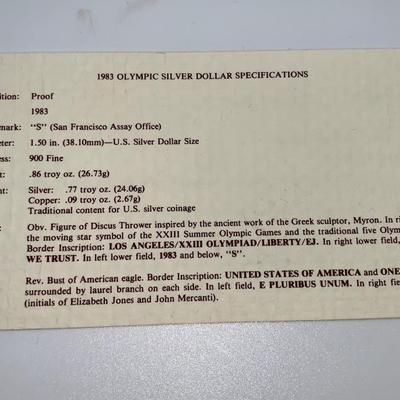 1983 OLYMPIC SILVER DOLLAR SPECIFICATIONS
ition: Proof
1983
mark: "S" (San Francisco Assay Office)
eter: 1.50 in. (38.10mm)—U.S. Silver Dollar Size
ess: 900 Fine
t: .86 troy oz. (26.73g)
nt: Silver: .77 troy oz. (24.06g)
Copper: .09 troy oz. (2.67g)
Traditional content for U.S. silver coinage
: Obv. Figure of Discus Thrower inspired by the ancient work of the Greek sculptor, Myron. In ri
the moving star symbol of the XXIII Summer Olympic Games and the traditional five Olym
Border Inscription: LOS ANGELES/XXIII OLYMPIAD/LIBERTY/EJ. In right lower field,
WE TRUST. In left lower field, 1983 and below, "S".
: Rev. Bust of American eagle. Border Inscription: UNITED STATES OF AMERICA and ONE
surrounded by laurel branch on each side. In left field, E PLURIBUS UNUM. In right fie
(initials of Elizabeth Jones and John Mercanti).